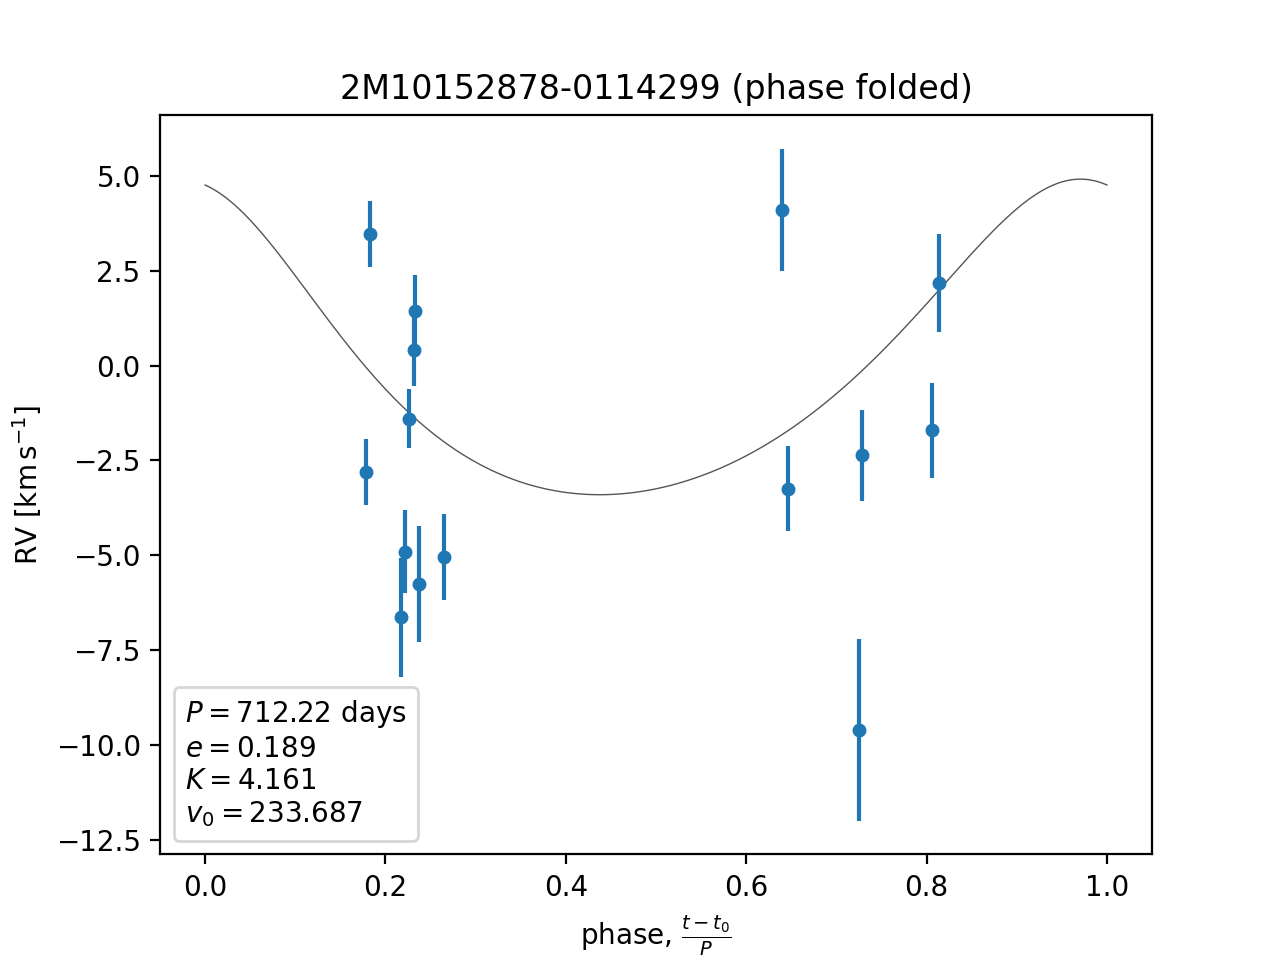 2M10152878-0114299 (phase folded)
RV [km s⁻¹]
5.0
2.5
0.0
−2.5
−5.0
−7.5
−10.0
−12.5
P = 712.22 days
e = 0.189
K = 4.161
v₀ = 233.687
0.0 0.2 0.4 0.6 0.8 1.0
phase, (t − t₀)/P